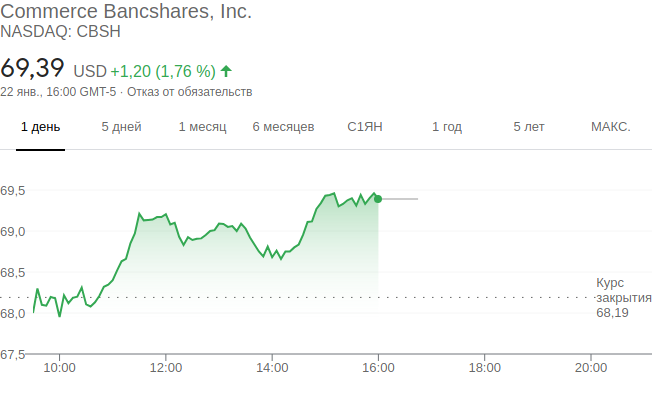 Commerce Bancshares, Inc.
NASDAQ: CBSH
69,39 USD +1,20 (1,76 %)
22 янв., 16:00 GMT-5 · Отказ от обязательств
1 день 5 дней 1 месяц 6 месяцев С1ЯН 1 год 5 лет МАКС.
69,5
69,0
68,5
Курс
закрытия
68,19
68,0
67,5
10:00 12:00 14:00 16:00 18:00 20:00